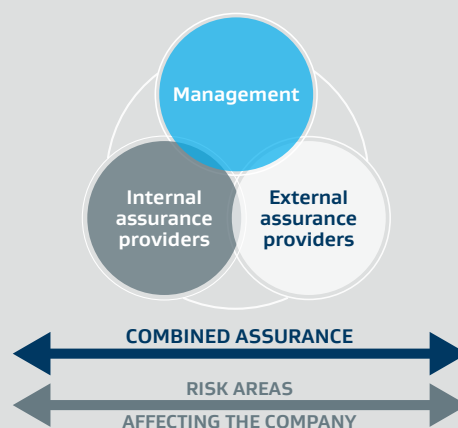 Management
Internal
assurance
providers
External
assurance
providers
COMBINED ASSURANCE
RISK AREAS
AFFECTING THE COMPANY